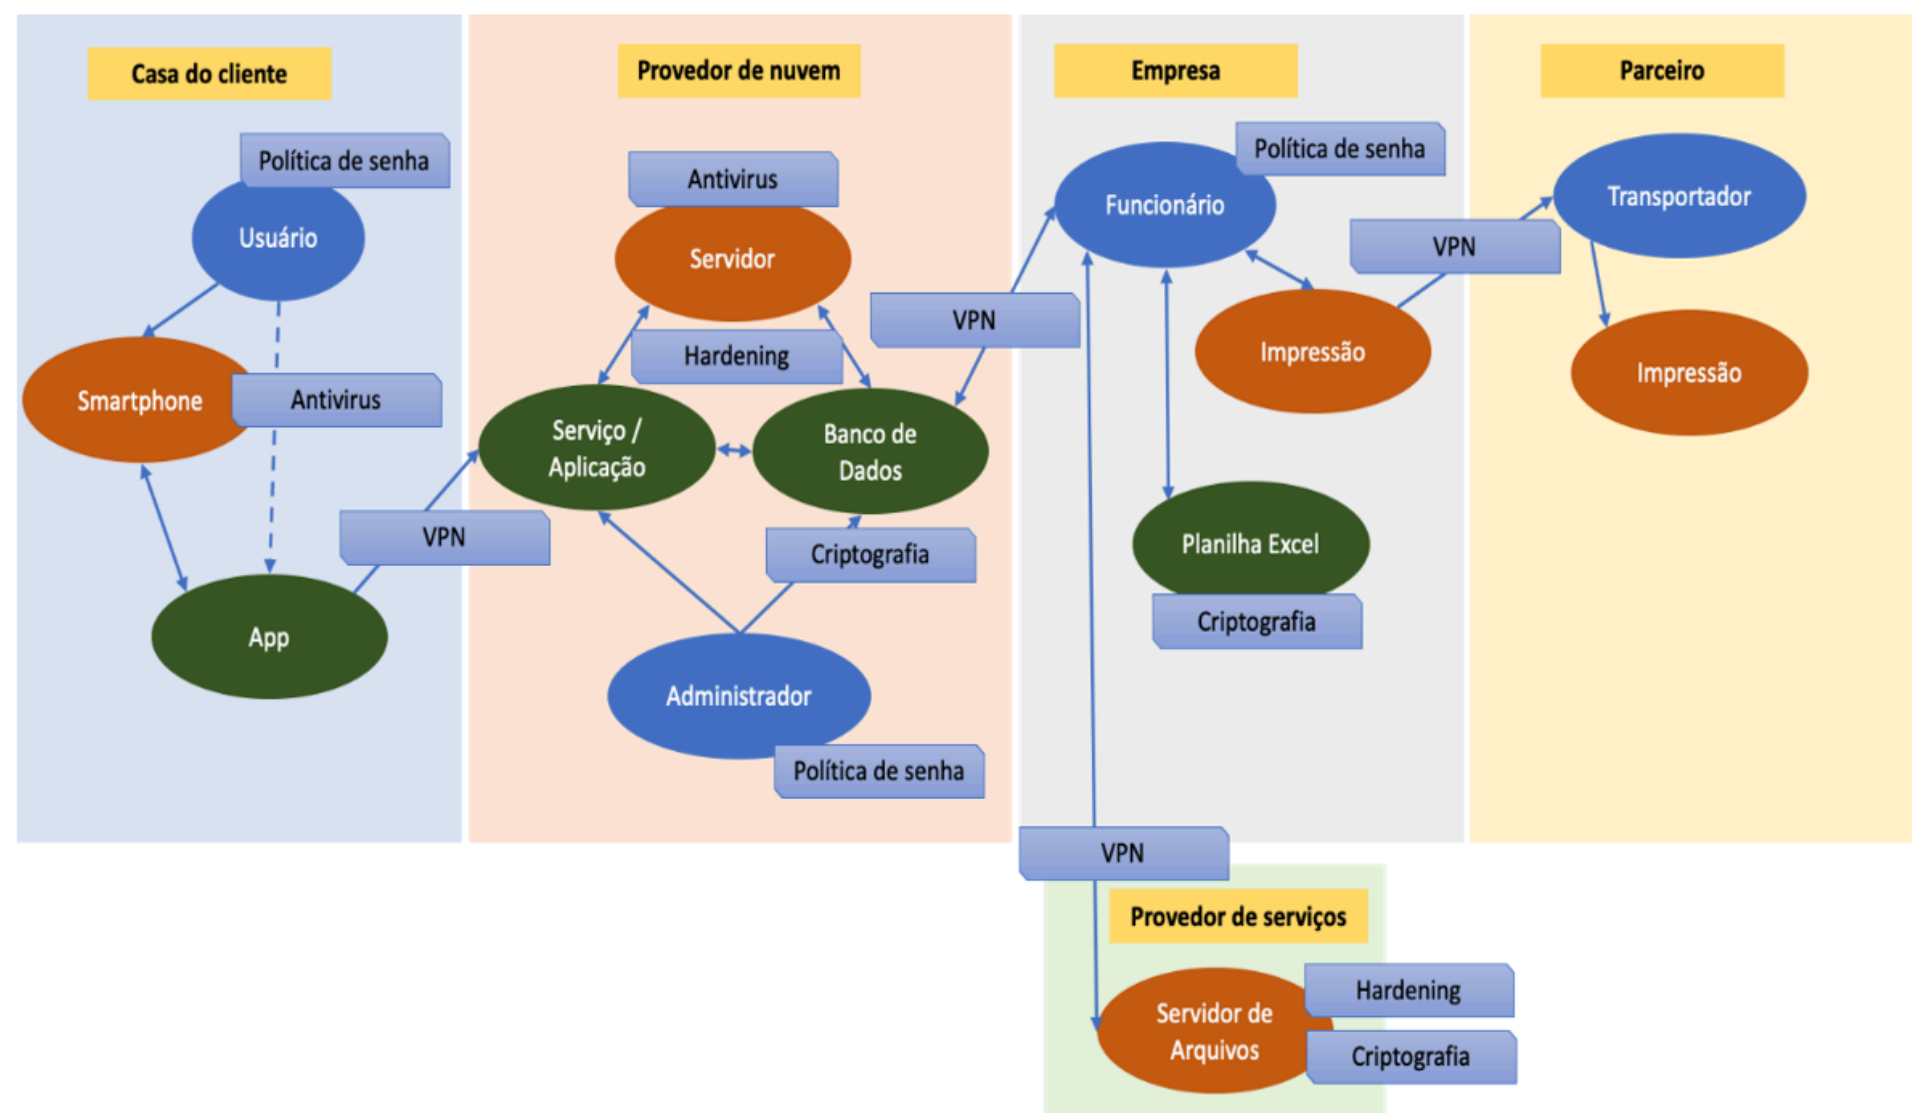 Casa do cliente
Política de senha
Usuário
Smartphone
Antivirus
VPN
App
Provedor de nuvem
Antivirus
Servidor
Hardening
VPN
Serviço /
Aplicação
Banco de
Dados
Criptografia
Administrador
Política de senha
Empresa
Política de senha
Funcionário
VPN
Impressão
Planilha Excel
Criptografia
VPN
Parceiro
Transportador
Impressão
Provedor de serviços
Servidor de
Arquivos
Hardening
Criptografia